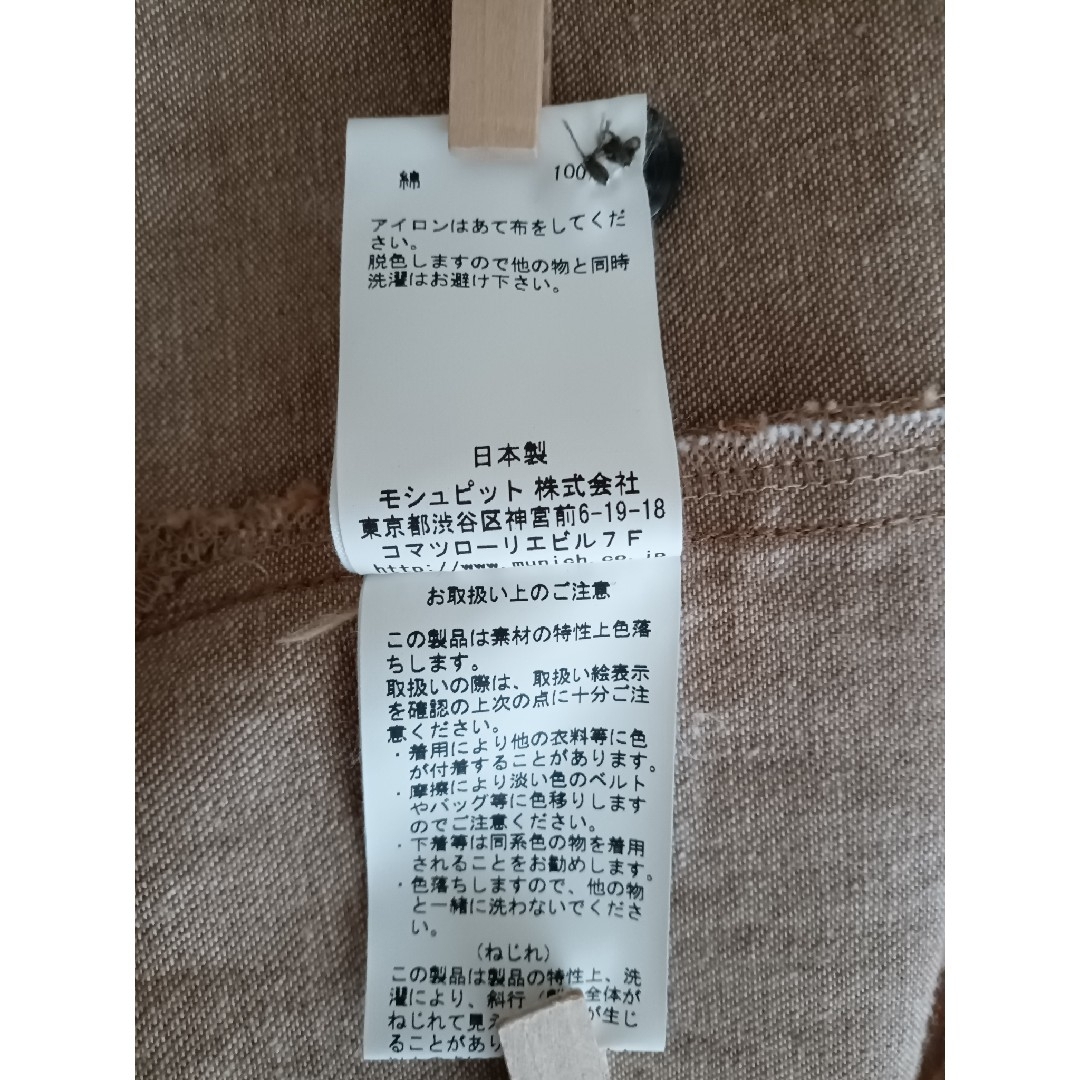 綿 100
アイロンはあて布をしてくだ
さい。
脱色しますので他の物と同時
洗濯はお避け下さい。
日本製
モシュピット 株式会社
東京都渋谷区神宮前6-19-18
コマツローリエビル7F
http://www.munich.co.jp
お取扱い上のご注意
この製品は素材の特性上色落
ちします。
取扱いの際は、取扱い絵表示
を確認の上次の点に十分ご注
意ください。
・着用により他の衣料等に色
が付着することがあります。
・摩擦により淡い色のベルト
やバッグ等に色移りします
のでご注意ください。
・下着等は同系色の物を着用
されることをお勧めします。
・色落ちしますので、他の物
と一緒に洗わないでくださ
い。
(ねじれ)
この製品は製品の特性上、洗
濯により、斜行 全体が
ねじれて見え が生じ
ることがあり